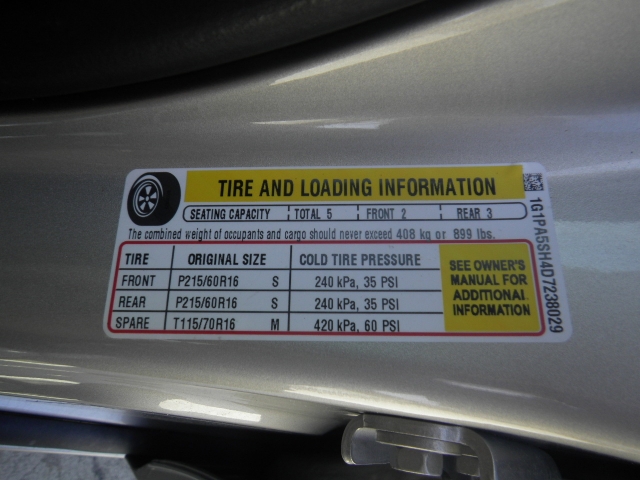 TIRE AND LOADING INFORMATION
SEATING CAPACITY TOTAL 5 FRONT 2 REAR 3
The combined weight of occupants and cargo should never exceed 408 kg or 899 lbs.
TIRE ORIGINAL SIZE COLD TIRE PRESSURE
FRONT P215/60R16 S 240 kPa, 35 PSI
REAR P215/60R16 S 240 kPa, 35 PSI
SPARE T115/70R16 M 420 kPa, 60 PSI
SEE OWNER'S
MANUAL FOR
ADDITIONAL
INFORMATION
1G1PA5SH4D7238029